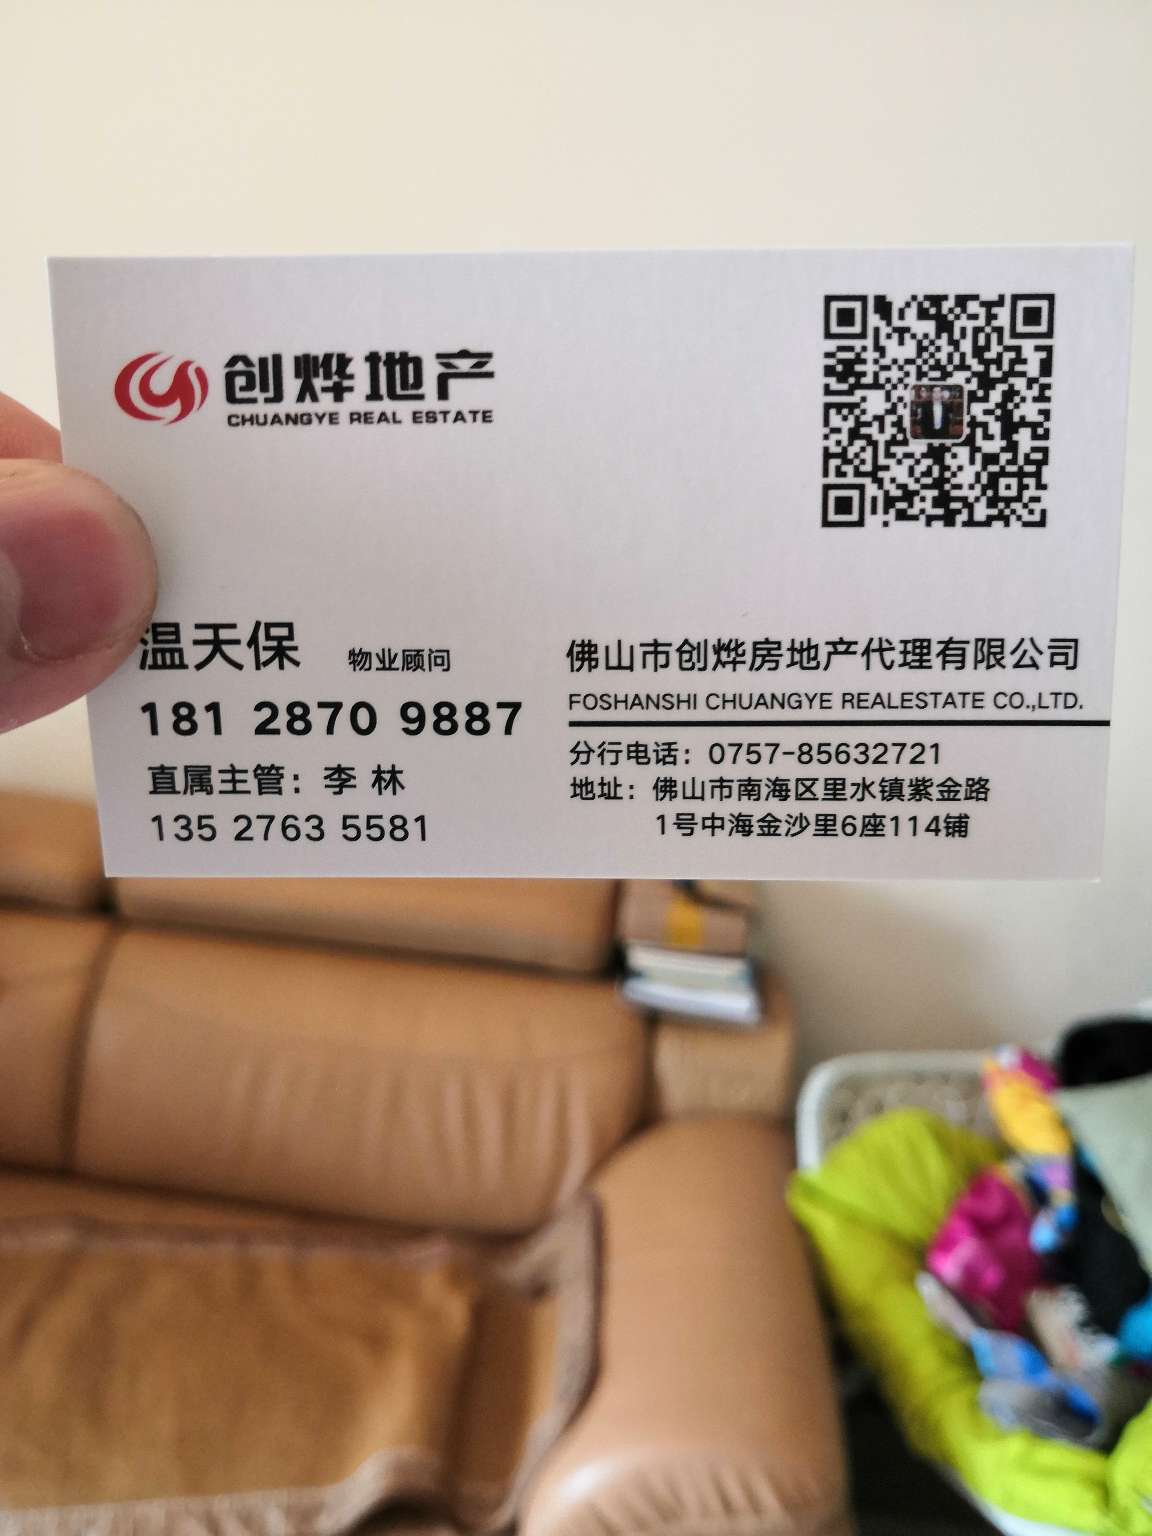 创烨地产
CHUANGYE REAL ESTATE
温天保 物业顾问
181 2870 9887
直属主管：李 林
135 2763 5581
佛山市创烨房地产代理有限公司
FOSHANSHI CHUANGYE REALESTATE CO.,LTD.
分行电话：0757-85632721
地址：佛山市南海区里水镇紫金路
1号中海金沙里6座114铺